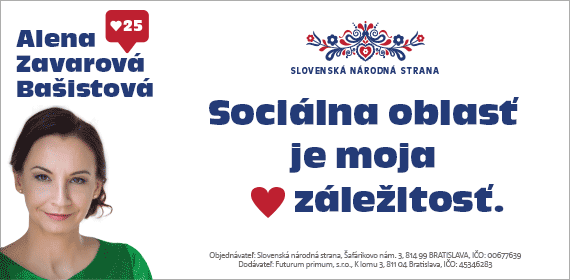 Alena
Zavarová
Bašistová
25
SLOVENSKÁ NÁRODNÁ STRANA
Sociálna oblasť
je moja
záležitosť.
Objednávateľ: Slovenská národná strana, Šafárikovo nám. 3, 814 99 BRATISLAVA, IČO: 00677639
Dodávateľ: Futurum primum, s.r.o., K lomu 3, 811 04 Bratislava, IČO: 45346283